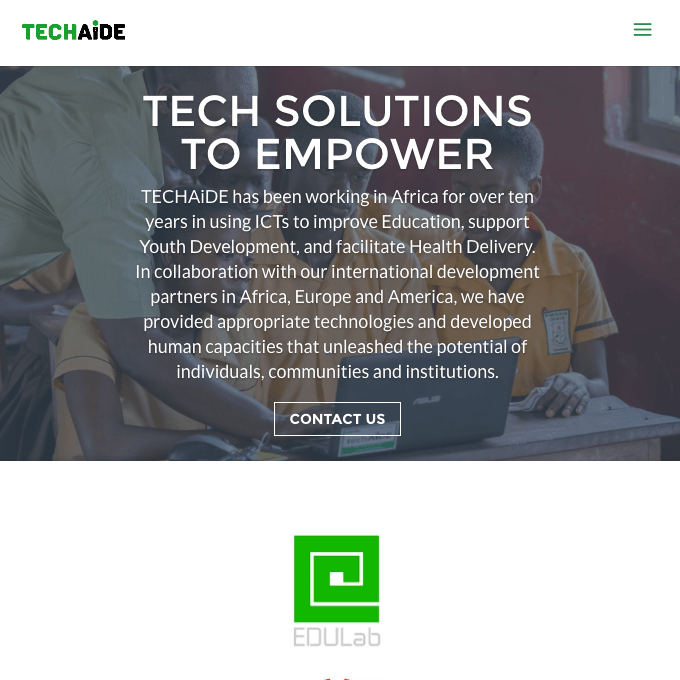 TECHAiDE
TECH SOLUTIONS
TO EMPOWER
TECHAiDE has been working in Africa for over ten
years in using ICTs to improve Education, support
Youth Development, and facilitate Health Delivery.
In collaboration with our international development
partners in Africa, Europe and America, we have
provided appropriate technologies and developed
human capacities that unleashed the potential of
individuals, communities and institutions.
ASUS
CONTACT US
EDULab